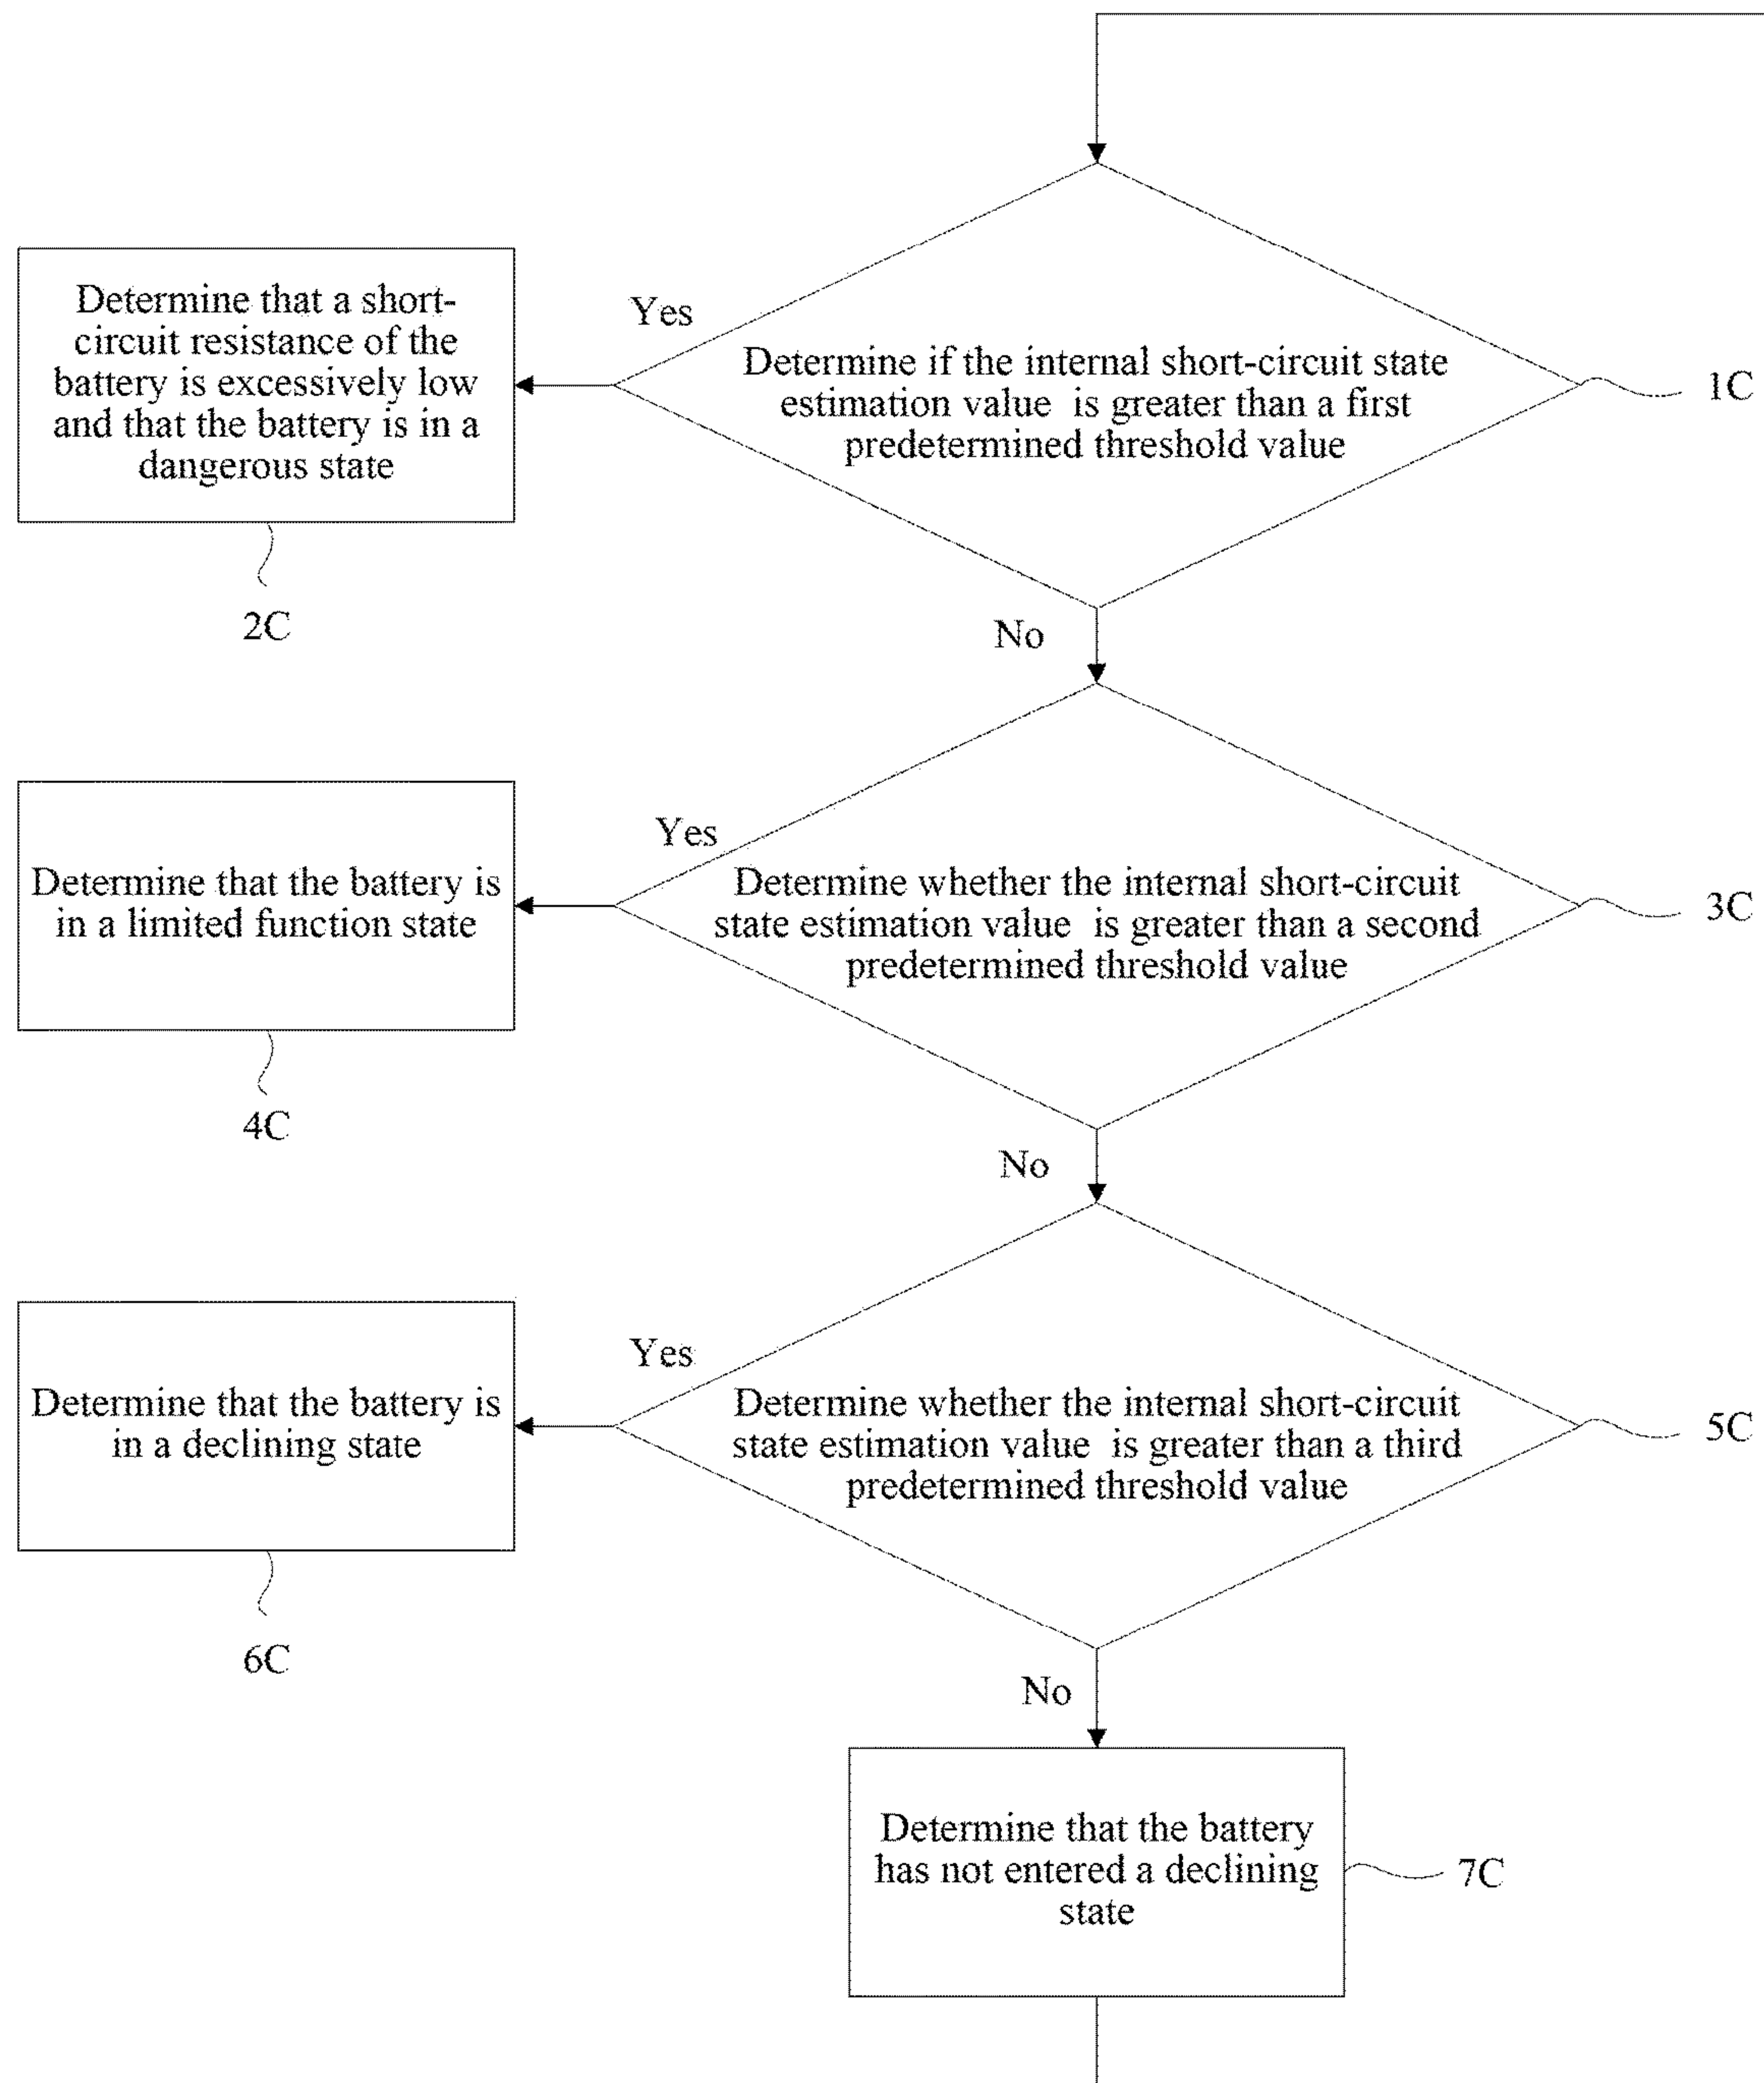 Determine that a short-
circuit resistance of the
battery is excessively low
and that the battery is in a
dangerous state
2C
Yes
Determine if the internal short-circuit state
estimation value is greater than a first
predetermined threshold value
1C
No
Determine that the battery is
in a limited function state
4C
Yes
Determine whether the internal short-circuit
state estimation value is greater than a second
predetermined threshold value
3C
No
Determine that the battery is
in a declining state
6C
Yes
Determine whether the internal short-circuit
state estimation value is greater than a third
predetermined threshold value
5C
No
Determine that the battery
has not entered a declining
state
7C